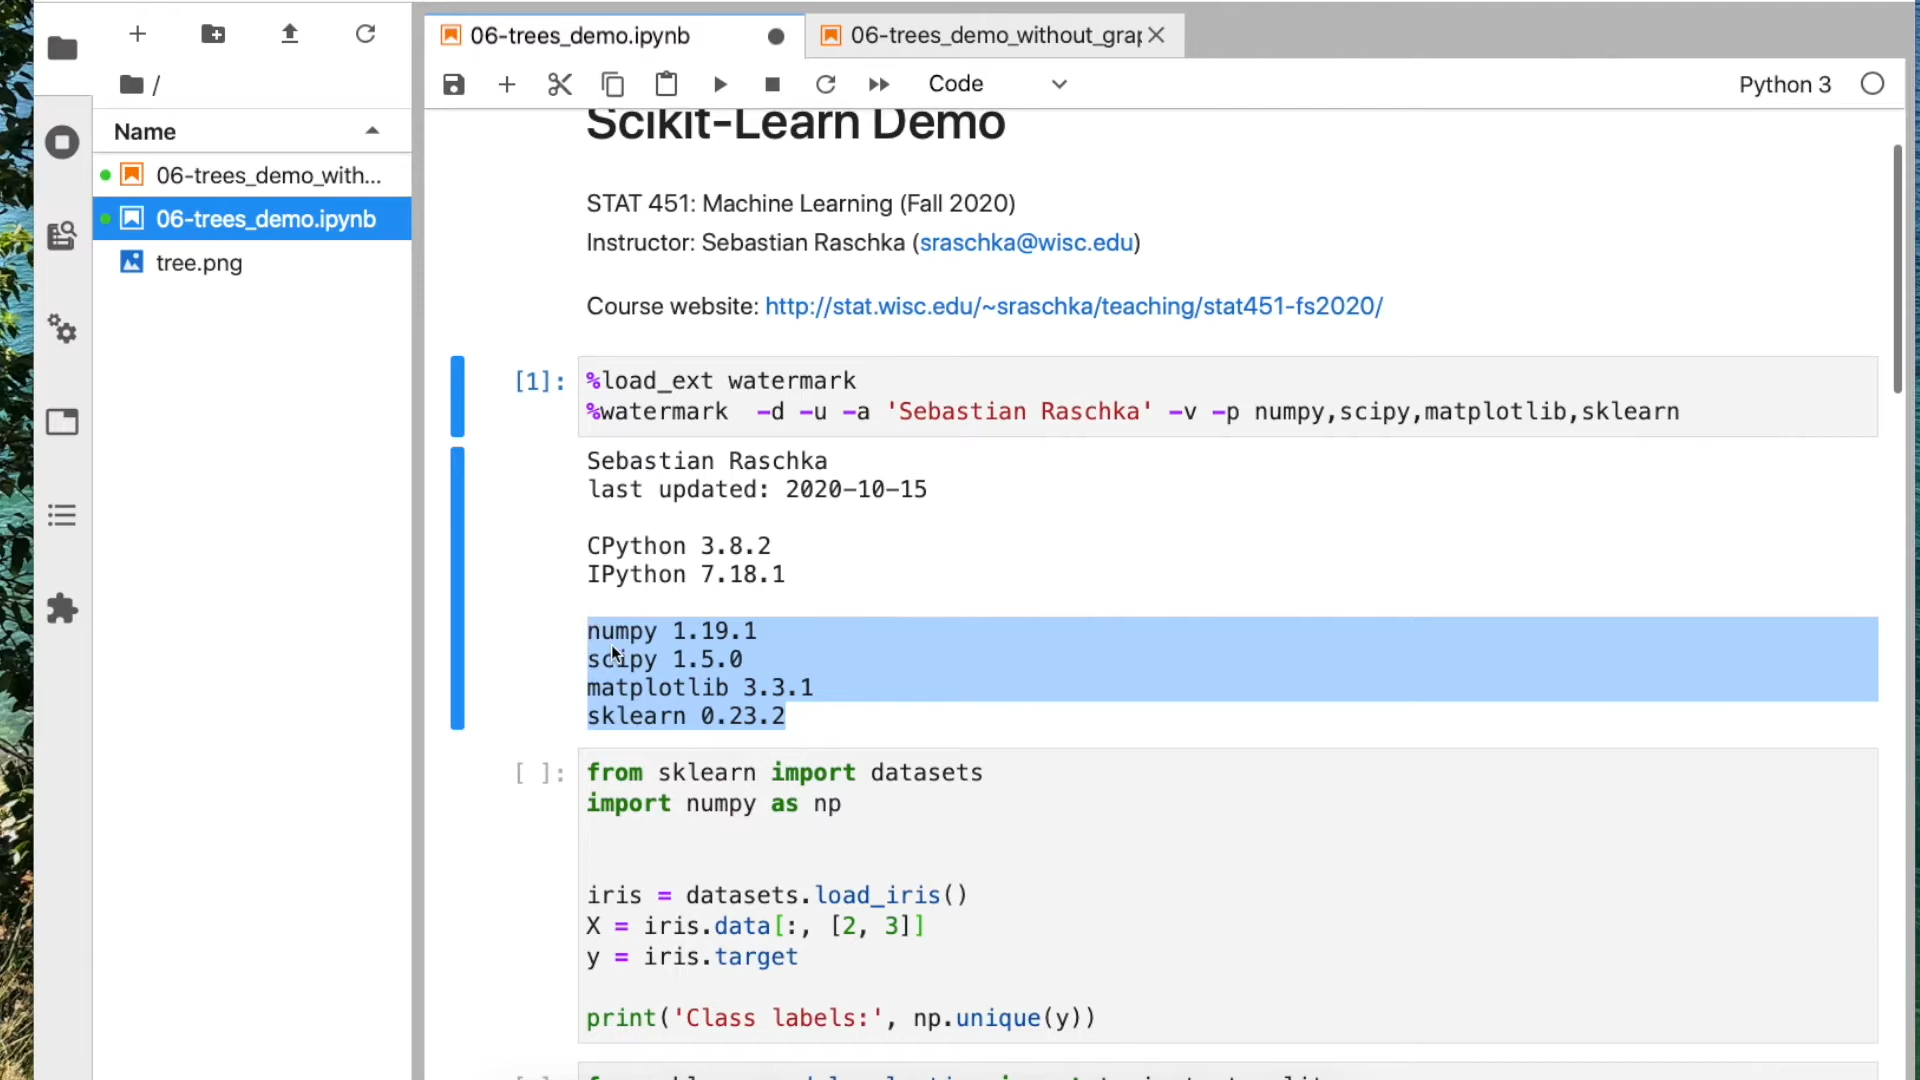 06-trees_demo.ipynb
06-trees_demo_without_grap
/
Code
Python 3
Name
06-trees_demo_with...
06-trees_demo.ipynb
tree.png
Scikit-Learn Demo
STAT 451: Machine Learning (Fall 2020)
Instructor: Sebastian Raschka (sraschka@wisc.edu)
Course website: http://stat.wisc.edu/~sraschka/teaching/stat451-fs2020/
[1]:
%load_ext watermark
%watermark  -d -u -a 'Sebastian Raschka' -v -p numpy,scipy,matplotlib,sklearn
Sebastian Raschka
last updated: 2020-10-15
CPython 3.8.2
IPython 7.18.1
numpy 1.19.1
scipy 1.5.0
matplotlib 3.3.1
sklearn 0.23.2
[ ]:
from sklearn import datasets
import numpy as np
iris = datasets.load_iris()
X = iris.data[:, [2, 3]]
y = iris.target
print('Class labels:', np.unique(y))